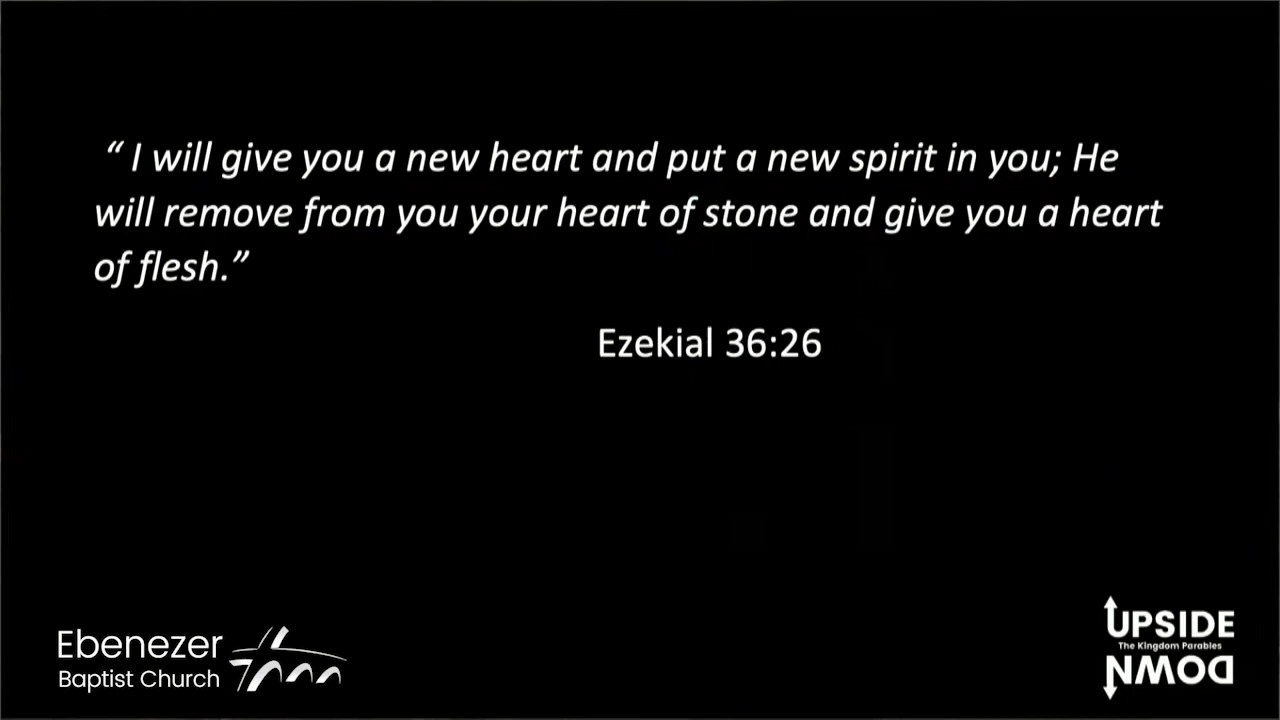 “ I will give you a new heart and put a new spirit in you; He
will remove from you your heart of stone and give you a heart
of flesh.”
Ezekial 36:26
Ebenezer
Baptist Church
UPSIDE
The Kingdom Parables
DOWN